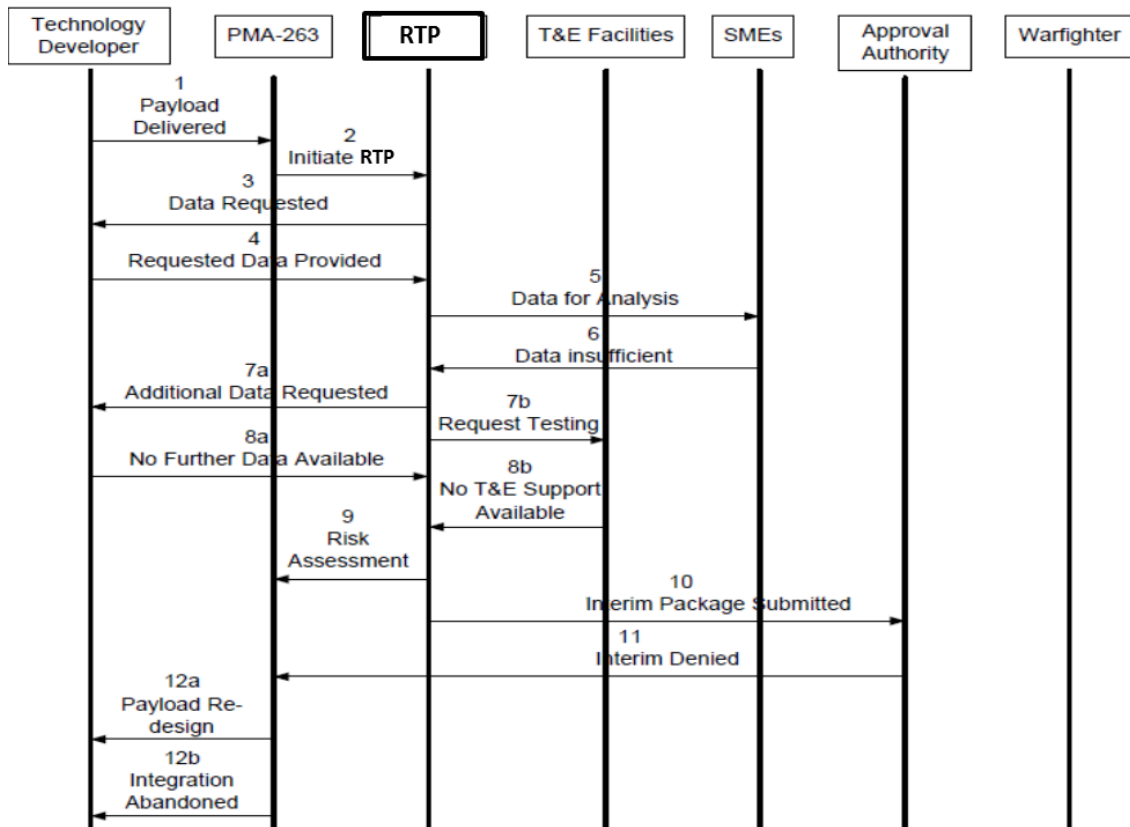 Technology
Developer
PMA-263
RTP
T&E Facilities
SMEs
Approval
Authority
Warfighter
1
Payload
Delivered
2
Initiate RTP
3
Data Requested
4
Requested Data Provided
5
Data for Analysis
6
Data insufficient
7a
Additional Data Requested
7b
Request Testing
8a
No Further Data Available
8b
No T&E Support
Available
9
Risk
Assessment
10
Interim Package Submitted
11
Interim Denied
12a
Payload Re-
design
12b
Integration
Abandoned